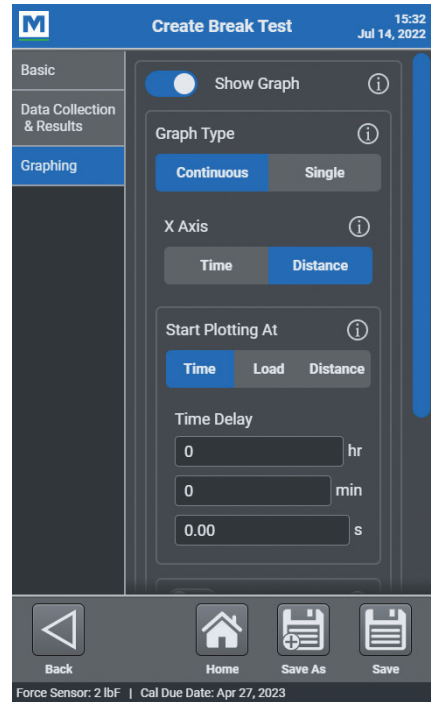 M
Create Break Test
15:32
Jul 14, 2022
Basic
Data Collection
& Results
Graphing
Show Graph
i
Graph Type
i
Continuous
Single
X Axis
i
Time
Distance
Start Plotting At
i
Time
Load
Distance
Time Delay
0
hr
0
min
0.00
s
Back
Home
Save As
Save
Force Sensor: 2 lbF | Cal Due Date: Apr 27, 2023